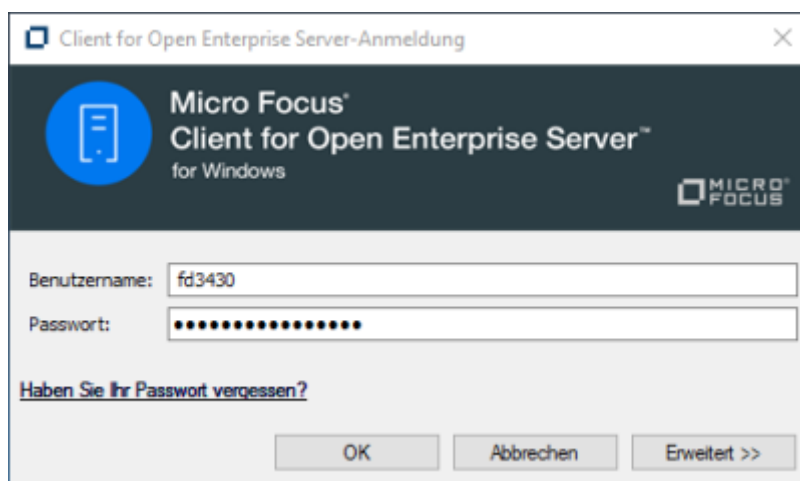 Client for Open Enterprise Server-Anmeldung
Micro Focus®
Client for Open Enterprise Server™
for Windows
MICRO®
FOCUS
Benutzername: fd3430
Passwort: ••••••••••••••••
Haben Sie Ihr Passwort vergessen?
OK Abbrechen Erweitert >>